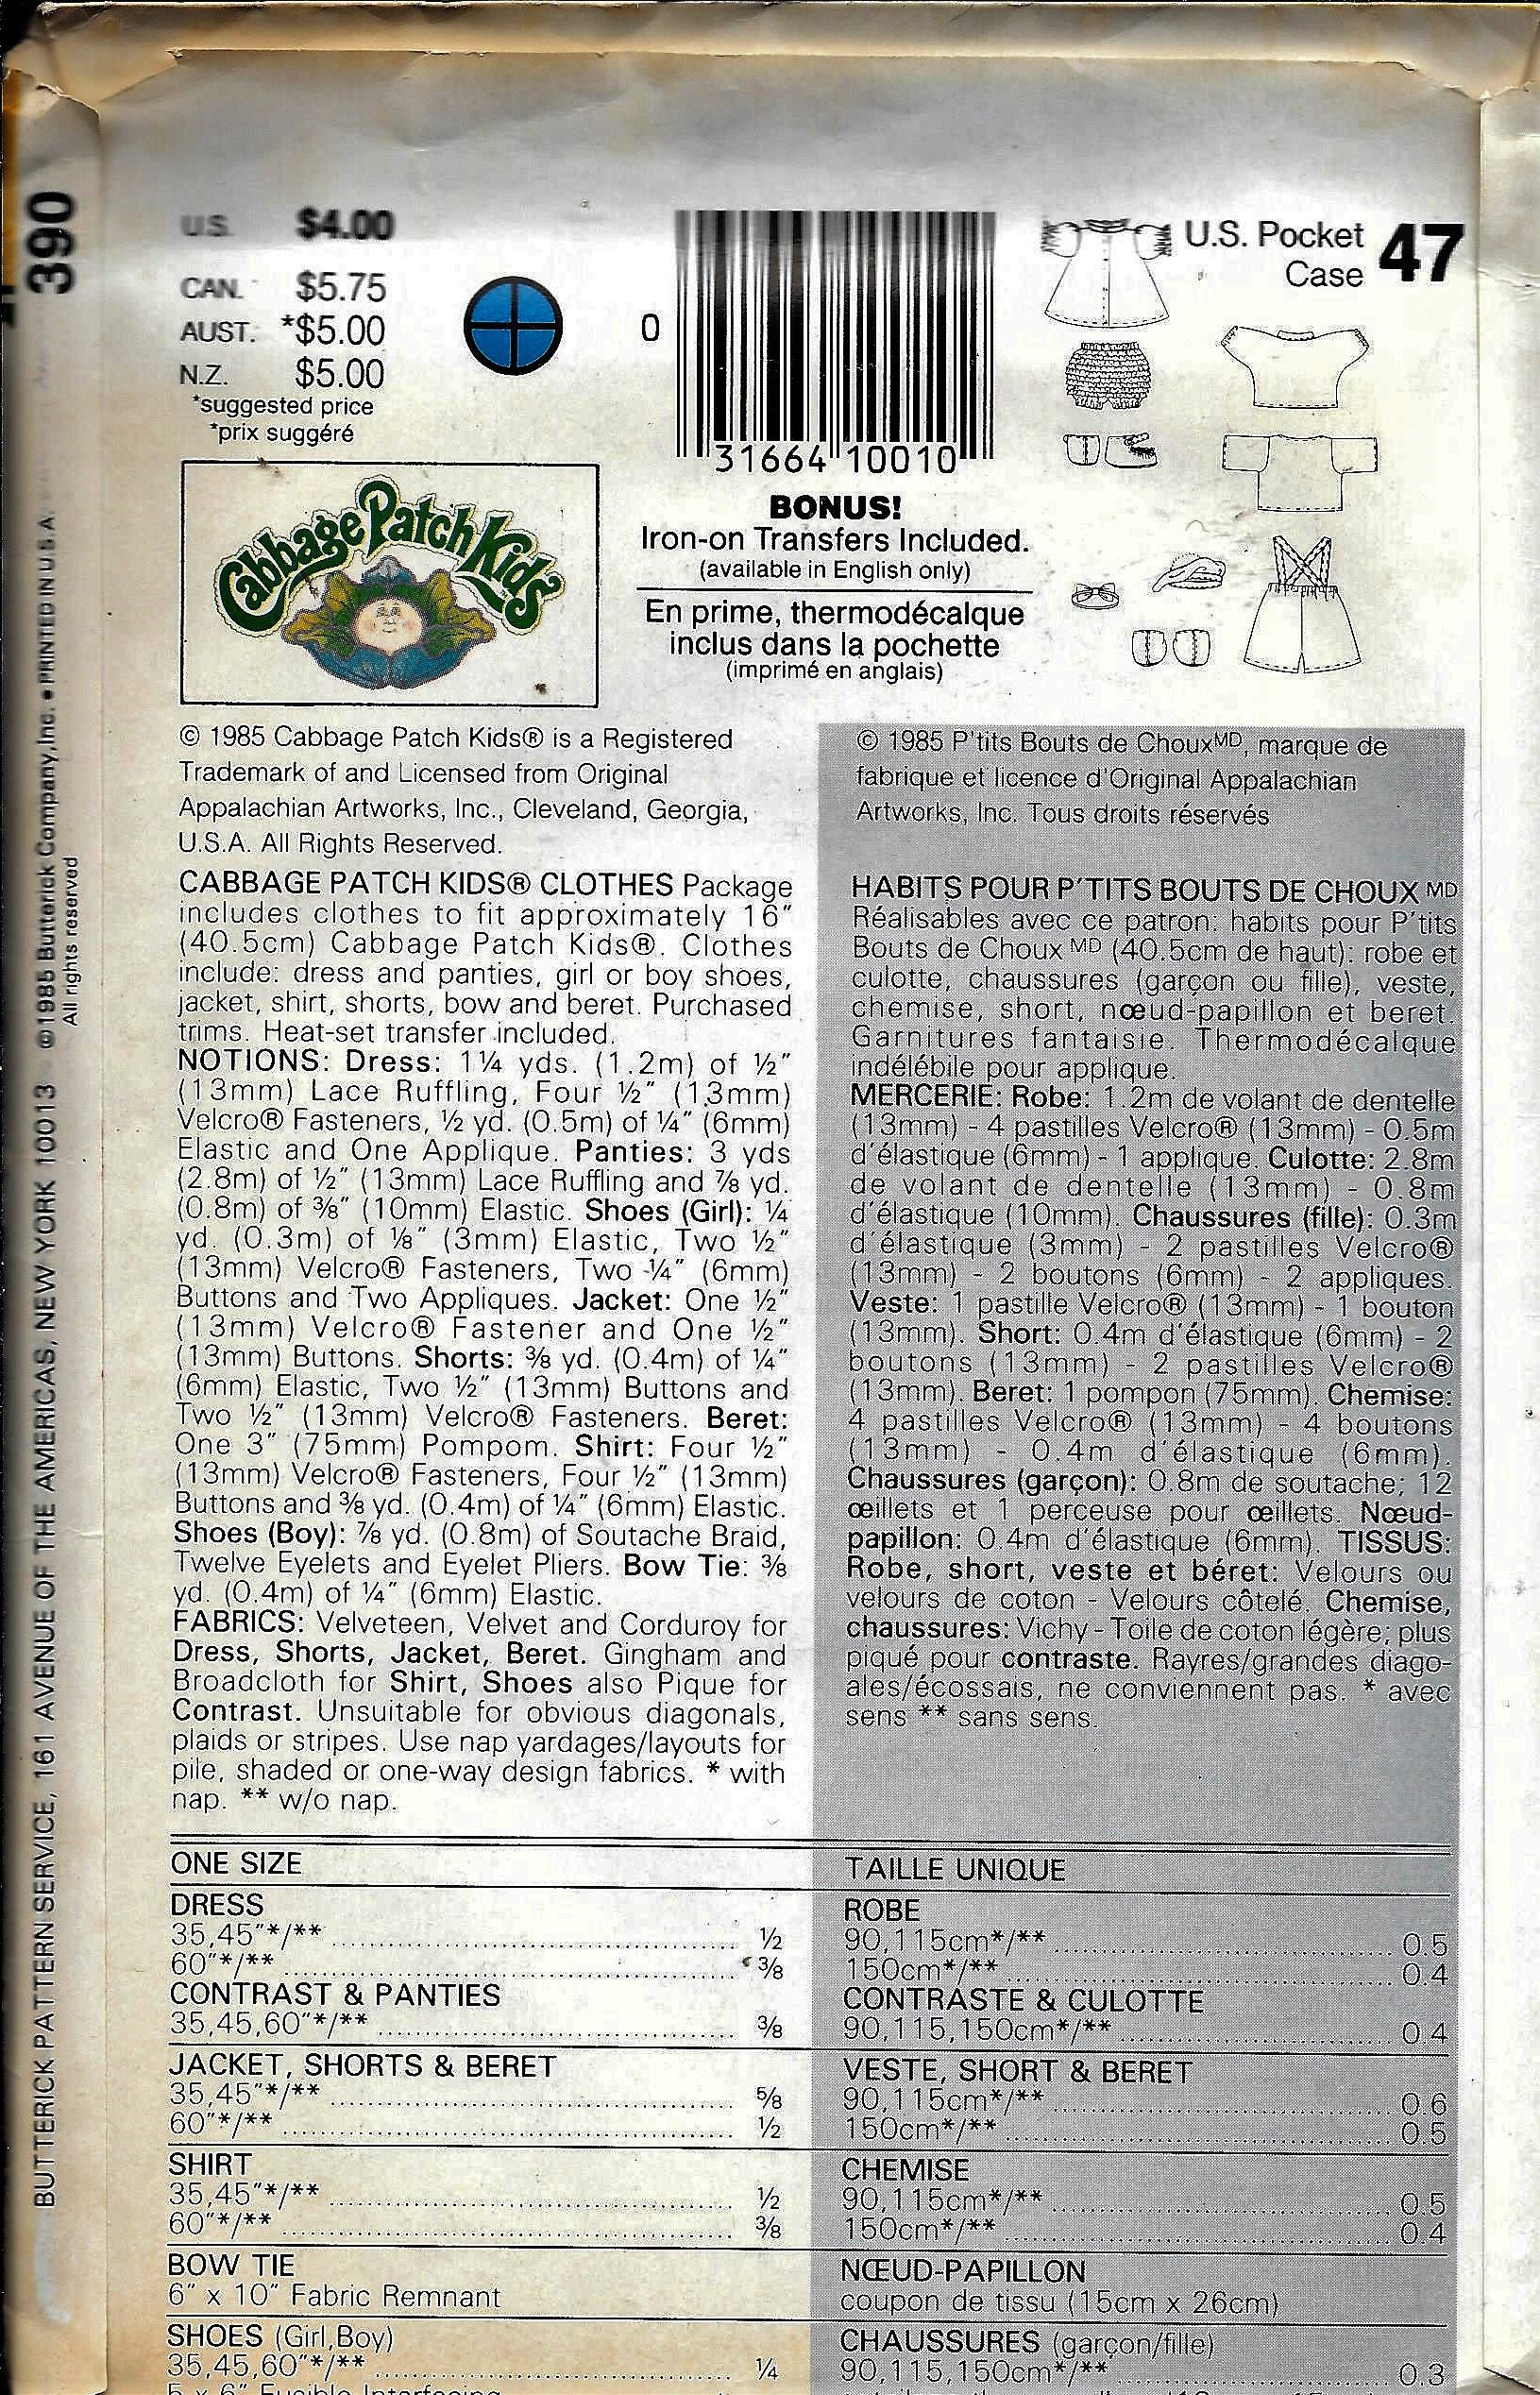 390
BUTTERICK PATTERN SERVICE, 161 AVENUE OF THE AMERICAS, NEW YORK 10013 ©1985 Butterick Company, Inc. • PRINTED IN U.S.A.
All rights reserved
U.S. $4.00
CAN. $5.75
AUST. *$5.00
N.Z. $5.00
*suggested price
*prix suggéré
0
31664 10010
U.S. Pocket
Case
47
Cabbage Patch Kids
BONUS!
Iron-on Transfers Included.
(available in English only)
En prime, thermodécalque
inclus dans la pochette
(imprimé en anglais)
© 1985 Cabbage Patch Kids® is a Registered
Trademark of and Licensed from Original
Appalachian Artworks, Inc., Cleveland, Georgia,
U.S.A. All Rights Reserved.
CABBAGE PATCH KIDS® CLOTHES Package
includes clothes to fit approximately 16″
(40.5cm) Cabbage Patch Kids®. Clothes
include: dress and panties, girl or boy shoes,
jacket, shirt, shorts, bow and beret. Purchased
trims. Heat-set transfer included.
NOTIONS: Dress: 1¼ yds. (1.2m) of ½″
(13mm) Lace Ruffling, Four ½″ (13mm)
Velcro® Fasteners, ½ yd. (0.5m) of ¼″ (6mm)
Elastic and One Applique. Panties: 3 yds
(2.8m) of ½″ (13mm) Lace Ruffling and ⅞ yd.
(0.8m) of ⅜″ (10mm) Elastic. Shoes (Girl): ¼
yd. (0.3m) of ⅛″ (3mm) Elastic, Two ½″
(13mm) Velcro® Fasteners, Two ¼″ (6mm)
Buttons and Two Appliques. Jacket: One ½″
(13mm) Velcro® Fastener and One ½″
(13mm) Buttons. Shorts: ⅜ yd. (0.4m) of ¼″
(6mm) Elastic, Two ½″ (13mm) Buttons and
Two ½″ (13mm) Velcro® Fasteners. Beret:
One 3″ (75mm) Pompom. Shirt: Four ½″
(13mm) Velcro® Fasteners, Four ½″ (13mm)
Buttons and ⅜ yd. (0.4m) of ¼″ (6mm) Elastic.
Shoes (Boy): ⅞ yd. (0.8m) of Soutache Braid,
Twelve Eyelets and Eyelet Pliers. Bow Tie: ⅜
yd. (0.4m) of ¼″ (6mm) Elastic.
FABRICS: Velveteen, Velvet and Corduroy for
Dress, Shorts, Jacket, Beret. Gingham and
Broadcloth for Shirt, Shoes also Pique for
Contrast. Unsuitable for obvious diagonals,
plaids or stripes. Use nap yardages/layouts for
pile, shaded or one-way design fabrics. * with
nap. ** w/o nap.
© 1985 P'tits Bouts de Choux MD, marque de
fabrique et licence d'Original Appalachian
Artworks, Inc. Tous droits réservés
HABITS POUR P'TITS BOUTS DE CHOUX MD
Réalisables avec ce patron: habits pour P'tits
Bouts de Choux MD (40.5cm de haut): robe et
culotte, chaussures (garçon ou fille), veste,
chemise, short, nœud-papillon et beret.
Garnitures fantaisie. Thermodécalque
indélébile pour applique.
MERCERIE: Robe: 1.2m de volant de dentelle
(13mm) - 4 pastilles Velcro® (13mm) - 0.5m
d'élastique (6mm) - 1 applique. Culotte: 2.8m
de volant de dentelle (13mm) - 0.8m
d'élastique (10mm). Chaussures (fille): 0.3m
d'élastique (3mm) - 2 pastilles Velcro®
(13mm) - 2 boutons (6mm) - 2 appliques.
Veste: 1 pastille Velcro® (13mm) - 1 bouton
(13mm). Short: 0.4m d'élastique (6mm) - 2
boutons (13mm) - 2 pastilles Velcro®
(13mm). Beret: 1 pompon (75mm). Chemise:
4 pastilles Velcro® (13mm) - 4 boutons
(13mm) - 0.4m d'élastique (6mm).
Chaussures (garçon): 0.8m de soutache; 12
œillets et 1 perceuse pour œillets. Nœud-
papillon: 0.4m d'élastique (6mm). TISSUS:
Robe, short, veste et béret: Velours ou
velours de coton - Velours côtelé. Chemise,
chaussures: Vichy - Toile de coton légère; plus
piqué pour contraste. Rayres/grandes diago-
ales/écossais, ne conviennent pas. * avec
sens ** sans sens.
ONE SIZE
DRESS
35,45″*/** ½
60″*/** ⅜
CONTRAST & PANTIES
35,45,60″*/** ⅜
JACKET, SHORTS & BERET
35,45″*/** ⅝
60″*/** ½
SHIRT
35,45″*/** ½
60″*/** ⅜
BOW TIE
6″ x 10″ Fabric Remnant
SHOES (Girl,Boy)
35,45,60″*/** ¼
5 x 6″ Fusible Interfacing
TAILLE UNIQUE
ROBE
90,115cm*/** 0.5
150cm*/** 0.4
CONTRASTE & CULOTTE
90,115,150cm*/** 0.4
VESTE, SHORT & BERET
90,115cm*/** 0.6
150cm*/** 0.5
CHEMISE
90,115cm*/** 0.5
150cm*/** 0.4
NŒUD-PAPILLON
coupon de tissu (15cm x 26cm)
CHAUSSURES (garçon/fille)
90,115,150cm*/** 0.3